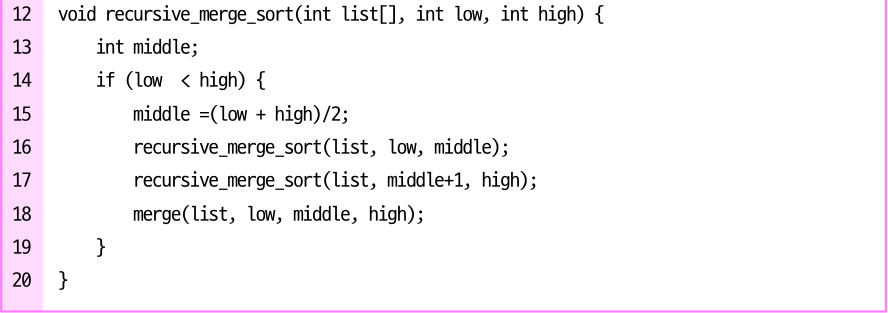 12 void recursive_merge_sort(int list[], int low, int high) {
13     int middle;
14     if (low  < high) {
15         middle =(low + high)/2;
16         recursive_merge_sort(list, low, middle);
17         recursive_merge_sort(list, middle+1, high);
18         merge(list, low, middle, high);
19     }
20 }